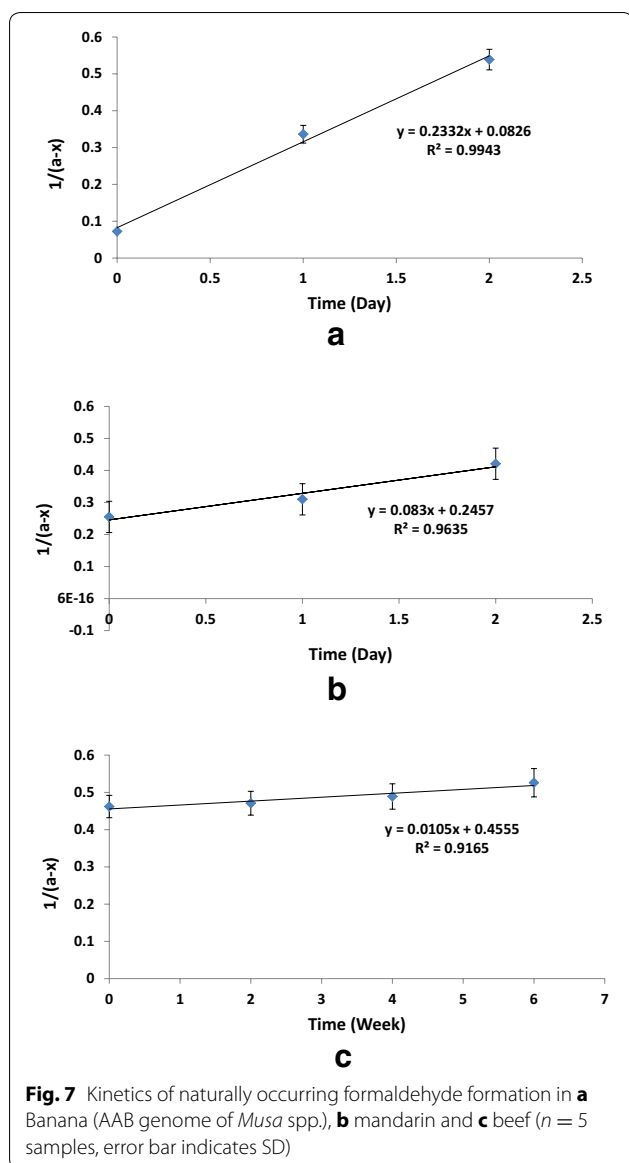 0.6
0.5
0.4
0.3
0.2
0.1
0
1/(a-x)
y = 0.2332x + 0.0826
R² = 0.9943
0 0.5 1 1.5 2 2.5
Time (Day)
a
0.6
0.5
0.4
0.3
0.2
0.1
6E-16
-0.1
1/(a-x)
y = 0.083x + 0.2457
R² = 0.9635
0 0.5 1 1.5 2 2.5
Time (Day)
b
0.6
0.5
0.4
0.3
0.2
0.1
0
1/(a-x)
y = 0.0105x + 0.4555
R² = 0.9165
0 1 2 3 4 5 6 7
Time (Week)
c
Fig. 7 Kinetics of naturally occurring formaldehyde formation in a
Banana (AAB genome of Musa spp.), b mandarin and c beef (n = 5
samples, error bar indicates SD)